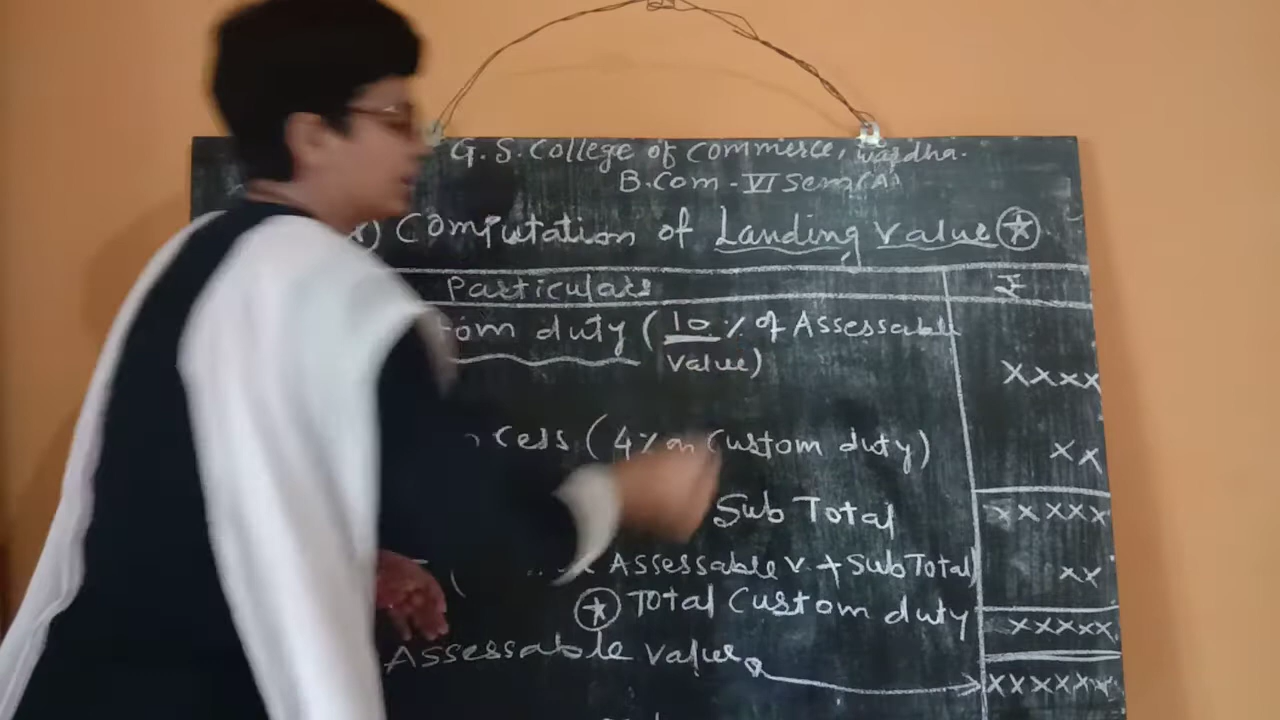 G. S. College of Commerce, Wardha.
B.Com - VI Sem (A)
Computation of Landing Value
Particulars ₹
duty (10 % of Assessable
Value) XXXX
Cess (4% on Custom duty) XX
Sub Total XXXXX
Assessable V. + Sub Total) XX
Total Custom duty XXXXX
Assessable Value XXXXXX